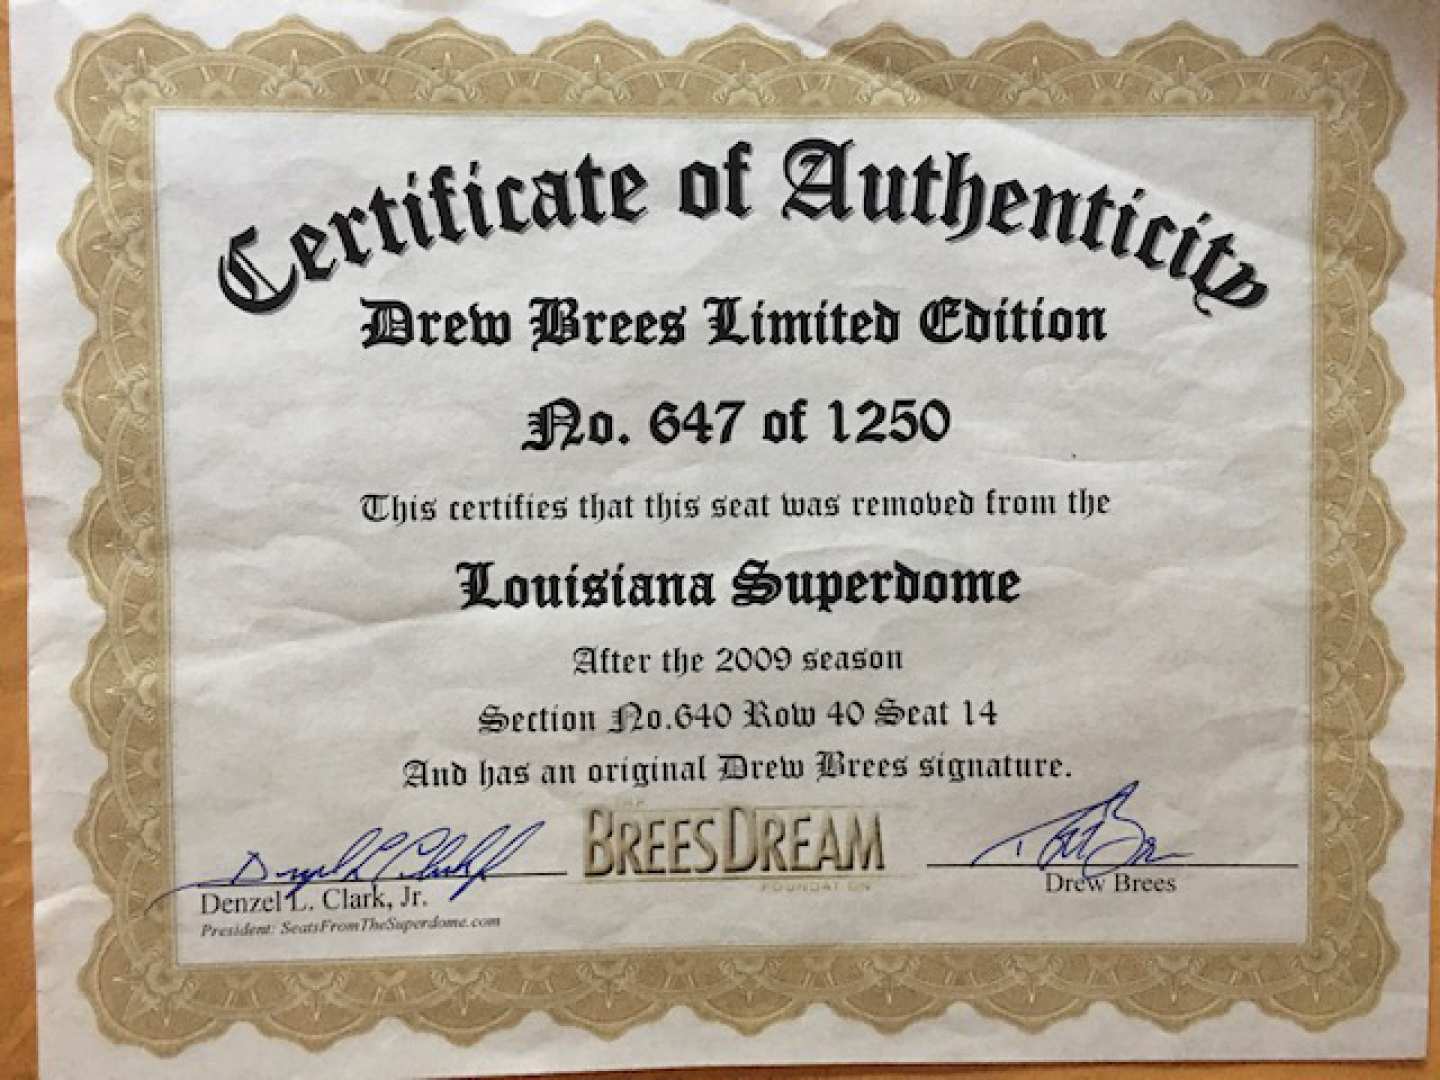 Certificate of Authenticity
Drew Brees Limited Edition
No. 647 of 1250
This certifies that this seat was removed from the
Louisiana Superdome
After the 2009 season
Section No.640 Row 40 Seat 14
And has an original Drew Brees signature.
THE
BREES DREAM
FOUNDATION
Denzel L. Clark, Jr.
President: SeatsFromTheSuperdome.com
Drew Brees